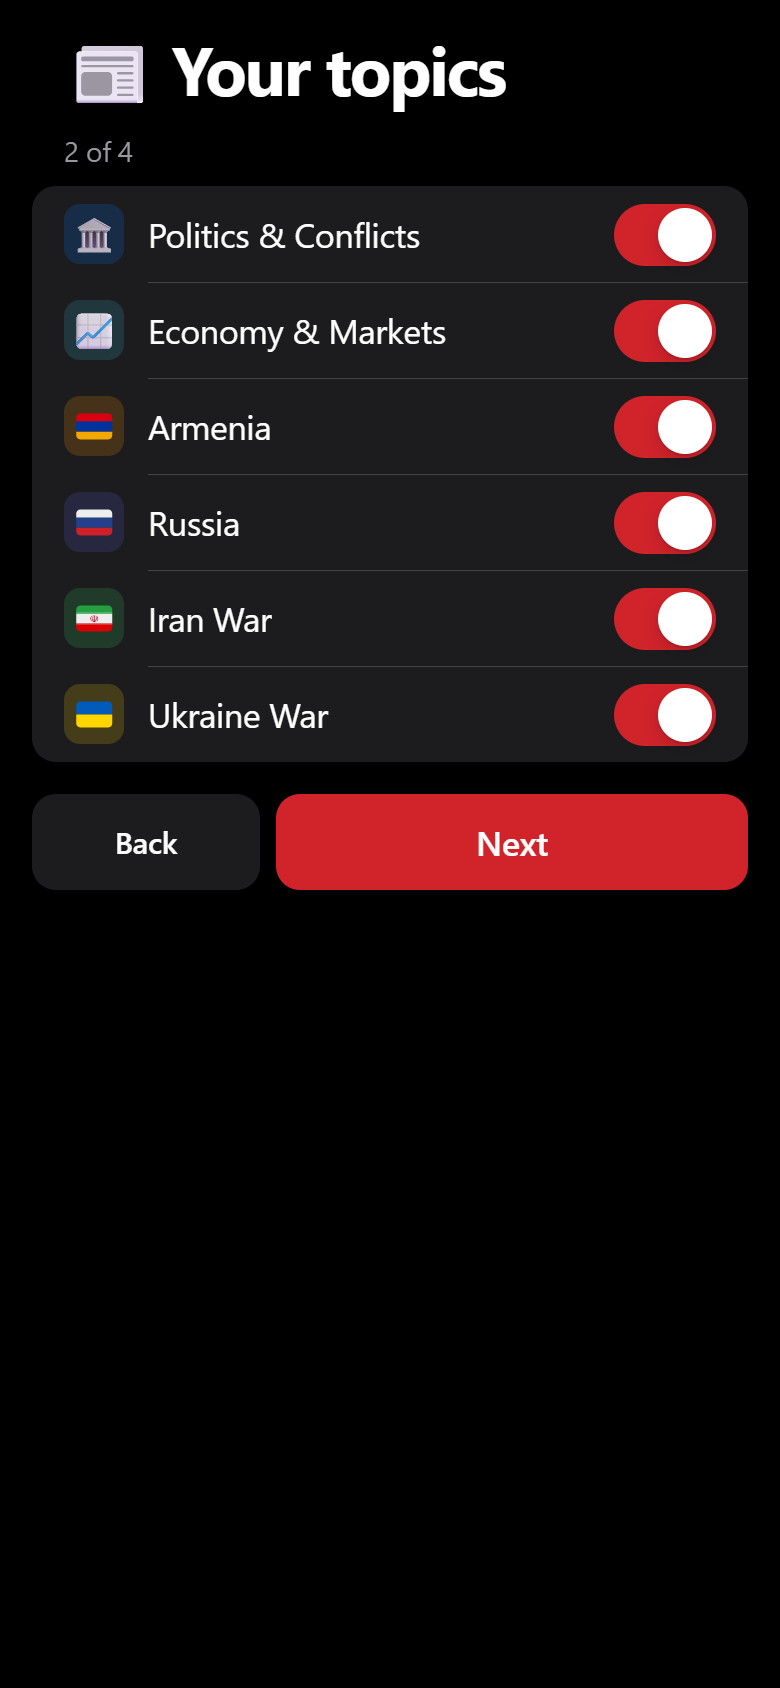 Your topics
2 of 4
Politics & Conflicts
Economy & Markets
Armenia
Russia
Iran War
Ukraine War
Back
Next